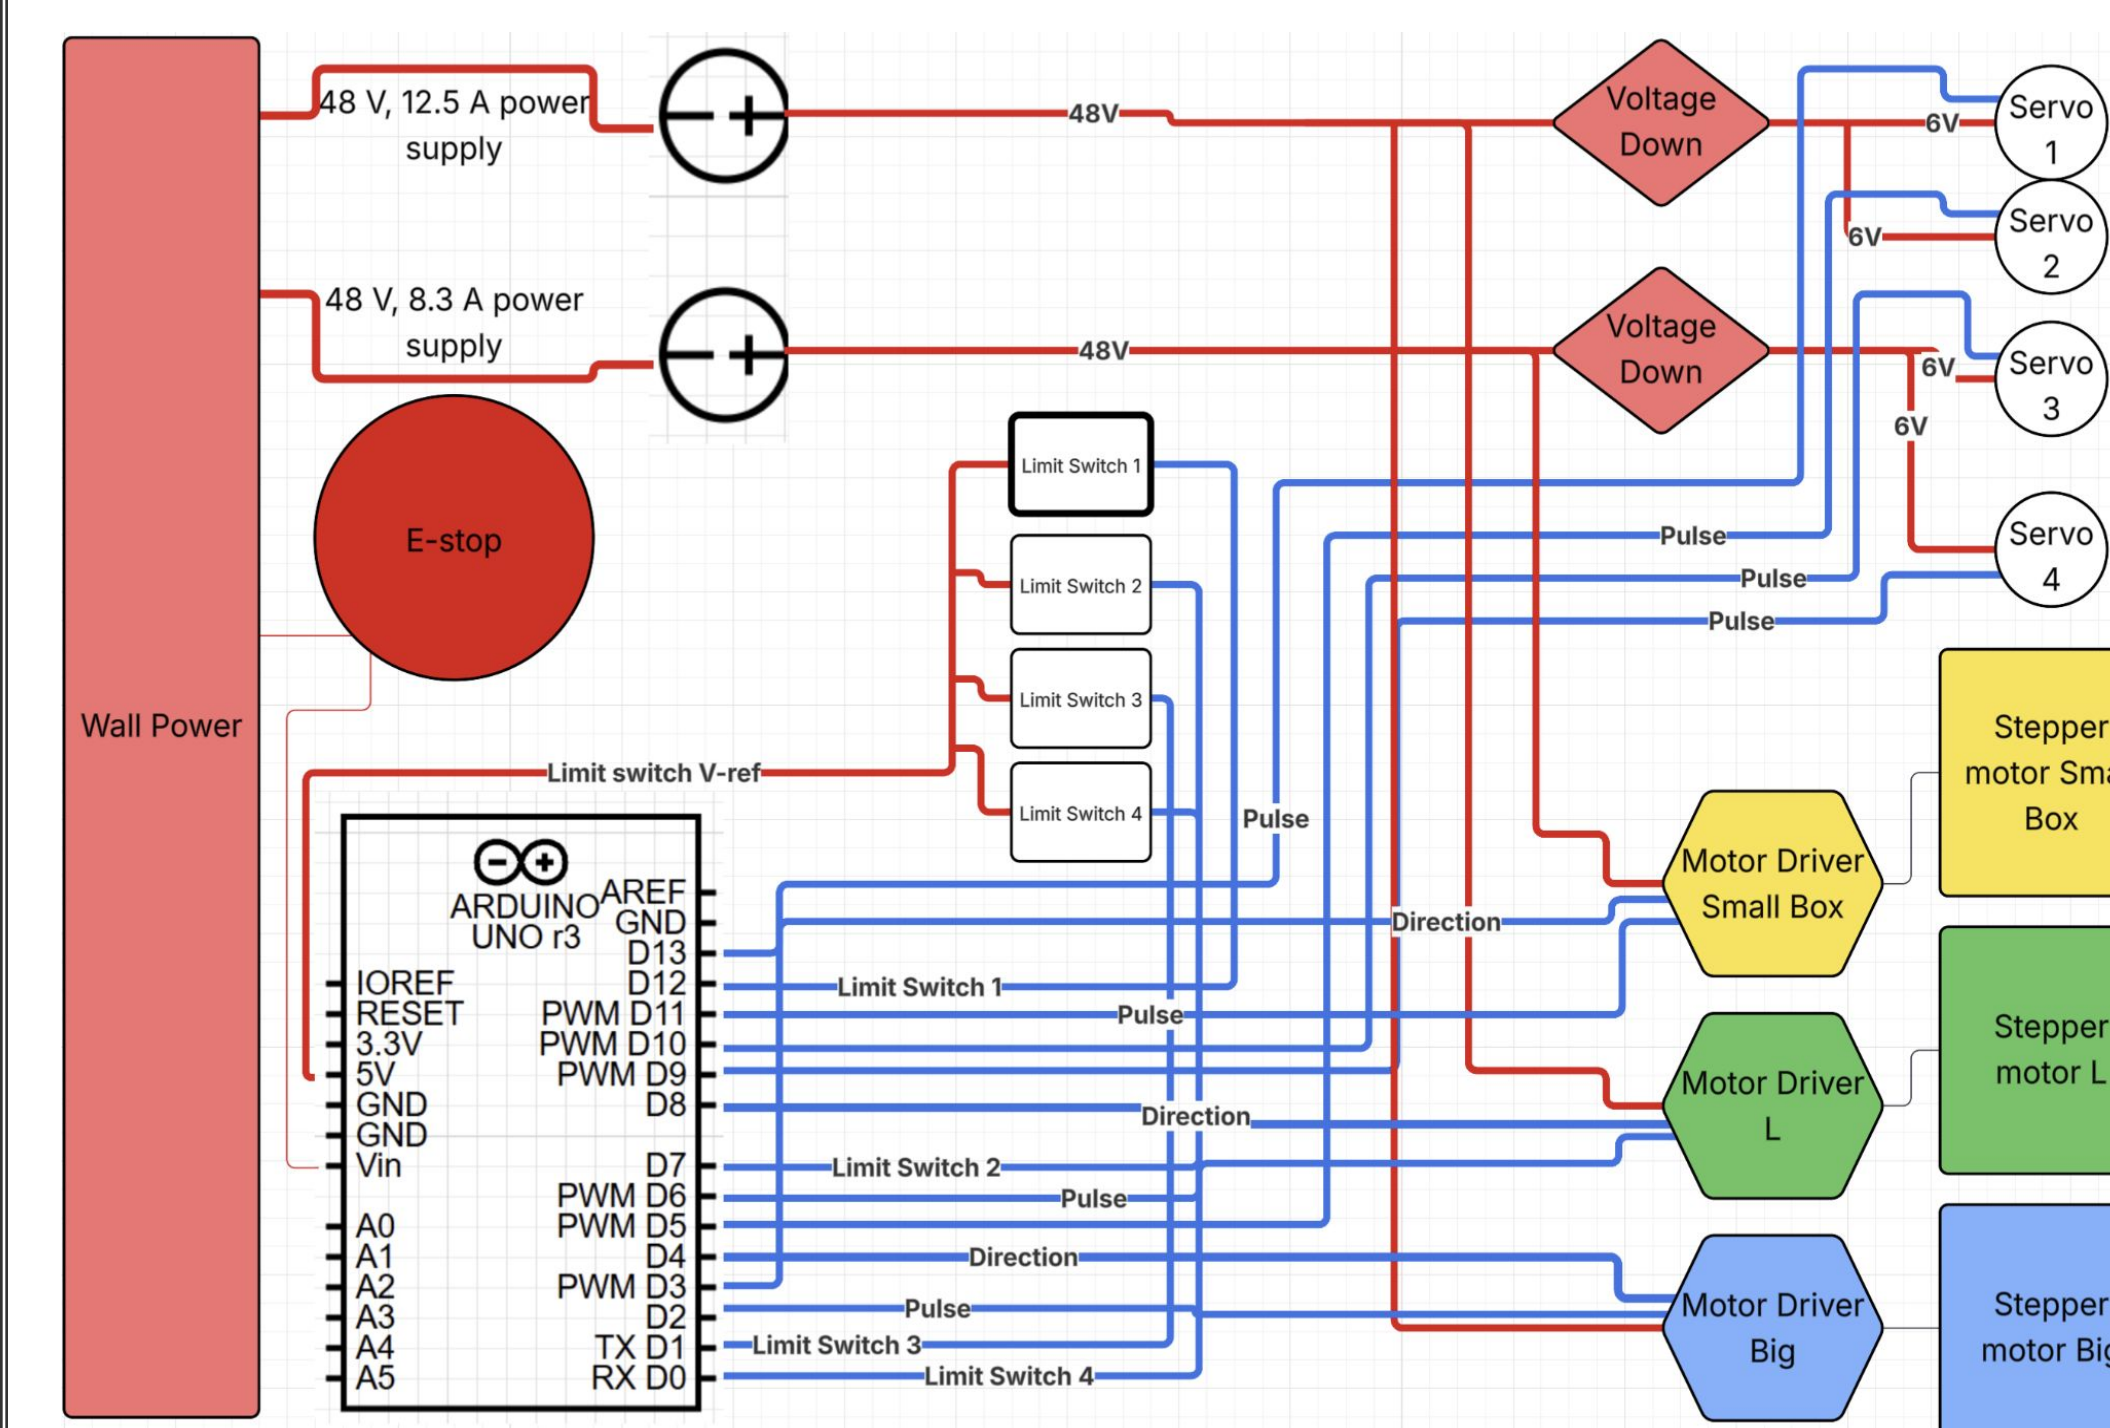 48 V, 12.5 A power
supply
48V
Voltage
Down
6V
Servo
1
6V
Servo
2
48 V, 8.3 A power
supply
48V
Voltage
Down
6V
Servo
3
6V
Servo
4
E-stop
Wall Power
Limit Switch 1
Limit Switch 2
Limit Switch 3
Limit Switch 4
Pulse
Pulse
Pulse
Pulse
Limit switch V-ref
ARDUINO
UNO r3
IOREF
RESET
3.3V
5V
GND
GND
Vin
A0
A1
A2
A3
A4
A5
AREF
GND
D13
D12
PWM D11
PWM D10
PWM D9
D8
D7
PWM D6
PWM D5
D4
PWM D3
D2
TX D1
RX D0
Direction
Limit Switch 1
Pulse
Direction
Limit Switch 2
Pulse
Direction
Pulse
Limit Switch 3
Limit Switch 4
Motor Driver
Small Box
Stepper
motor Sma
Box
Motor Driver
L
Stepper
motor L
Motor Driver
Big
Stepper
motor Big